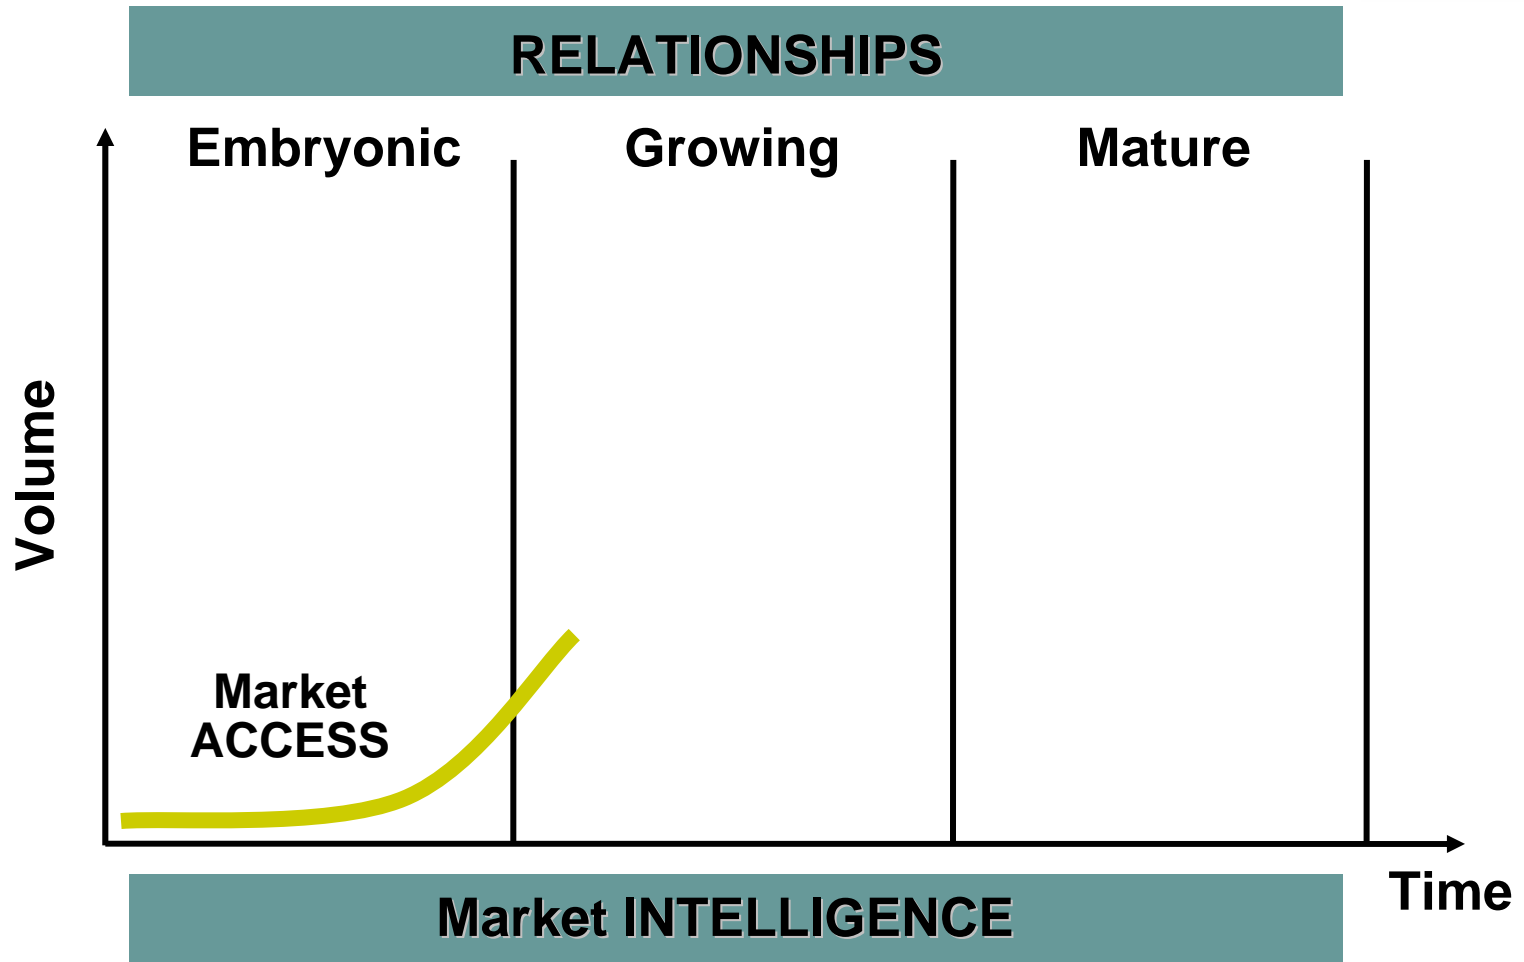 RELATIONSHIPS
Embryonic
Growing
Mature
Volume
Market
ACCESS
Time
Market INTELLIGENCE